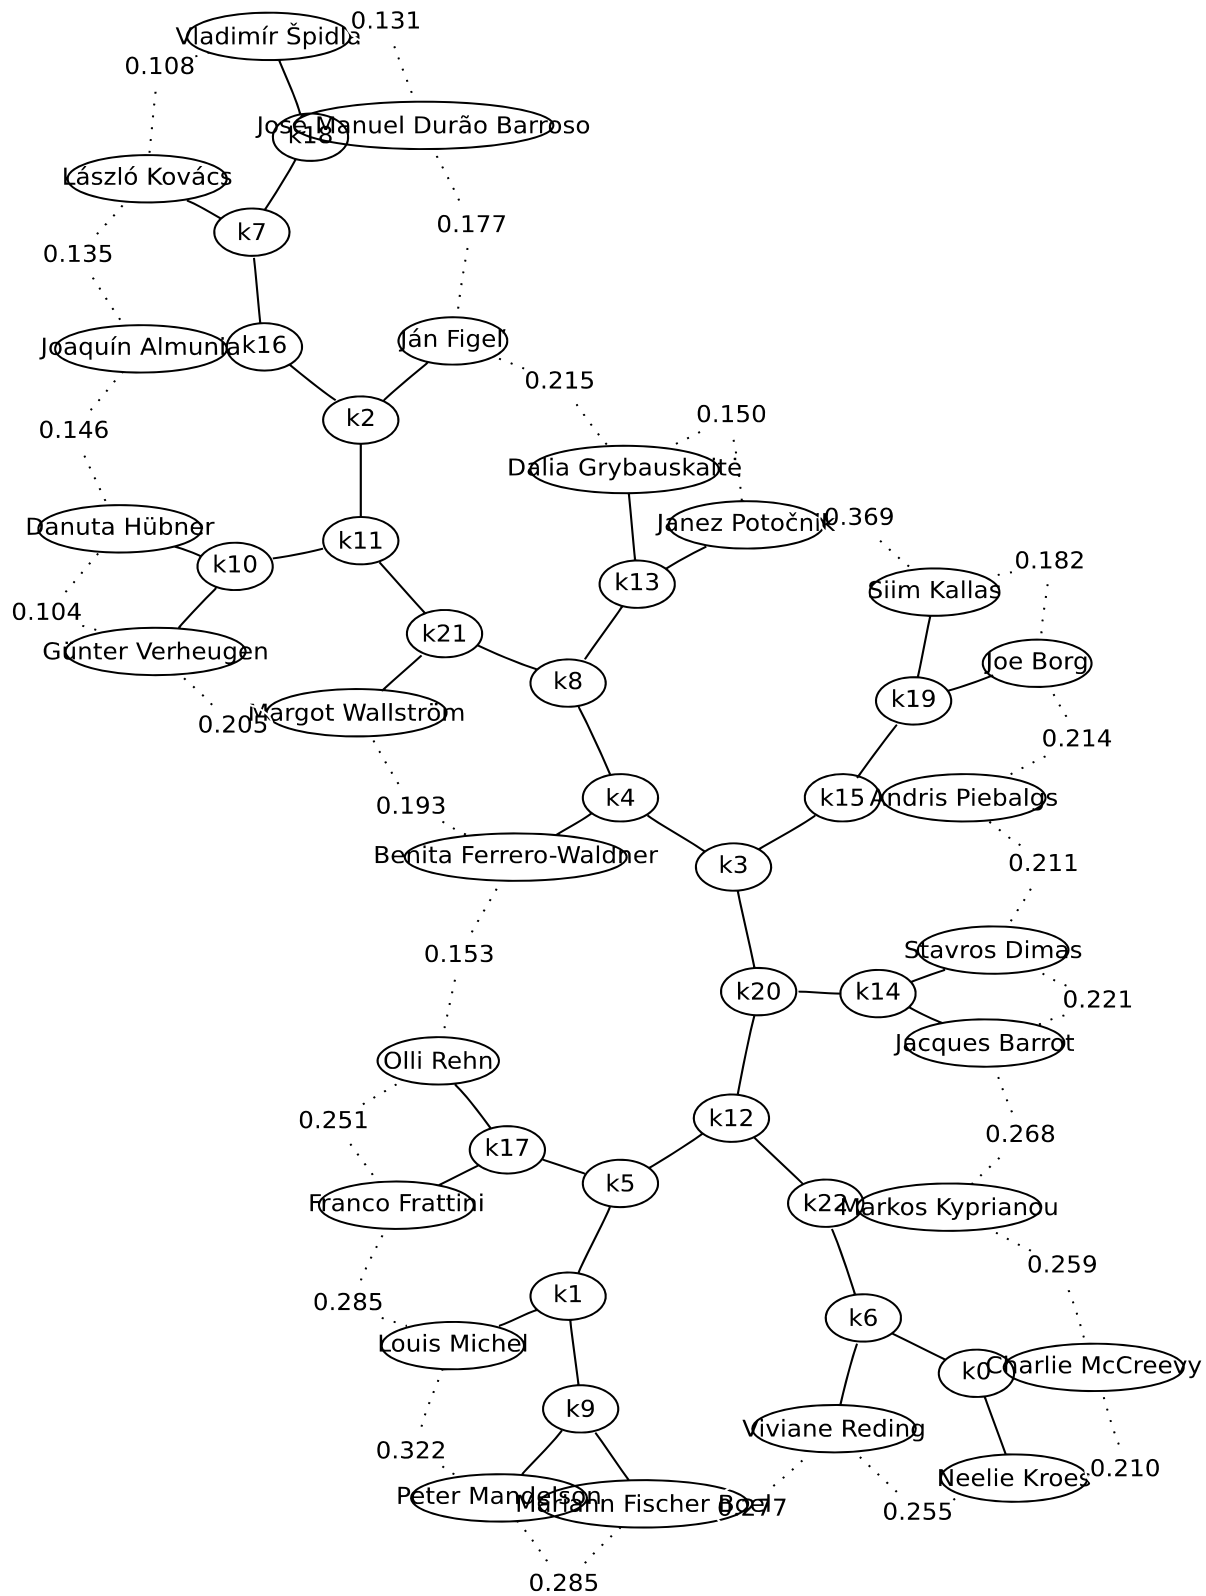 Vladimír Špidla
0.131
0.108
José Manuel Durão Barroso
k18
László Kovács
k7
0.177
0.135
Joaquín Almunia
k16
Ján Figeľ
0.215
k2
0.150
0.146
Dalia Grybauskaitė
Janez Potočnik
0.369
Danuta Hübner
k11
k10
k13
0.182
Siim Kallas
0.104
Günter Verheugen
k21
k8
Joe Borg
k19
Margot Wallström
0.205
0.214
0.193
k4
k15
Andris Piebalgs
Benita Ferrero-Waldner
k3
0.211
0.153
Stavros Dimas
k20
k14
0.221
Jacques Barrot
Olli Rehn
0.251
k12
0.268
k17
k5
Franco Frattini
k22
Markos Kyprianou
0.259
0.285
k1
k6
Louis Michel
k0
Charlie McCreevy
k9
Viviane Reding
0.322
0.210
Neelie Kroes
Peter Mandelson
Mariann Fischer Boel
0.277
0.255
0.285